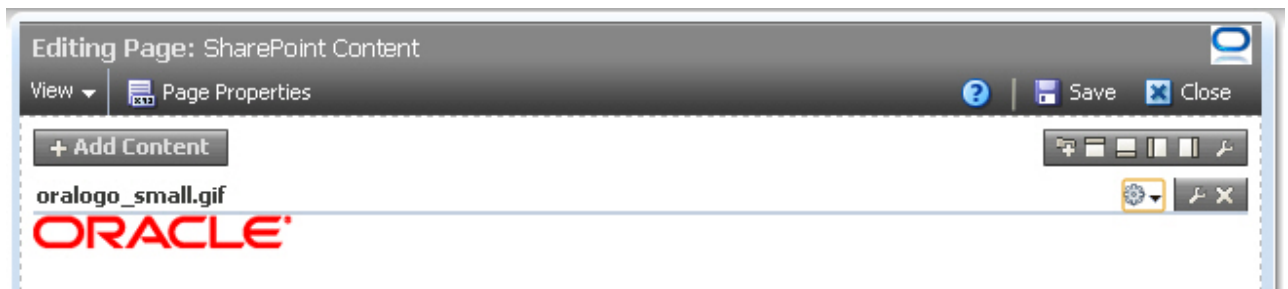 Editing Page: SharePoint Content
View Page Properties ? Save Close
+ Add Content
oralogo_small.gif
ORACLE®